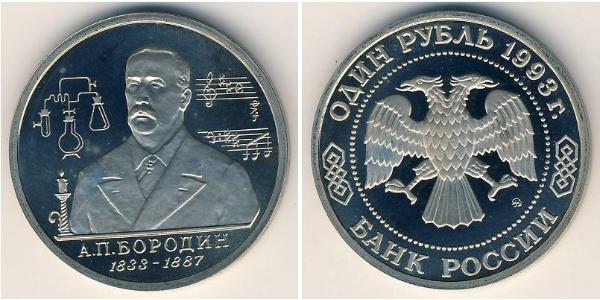 А.П.БОРОДИН
1833-1887
ОДИН РУБЛЬ 1993 г.
БАНК РОССИИ